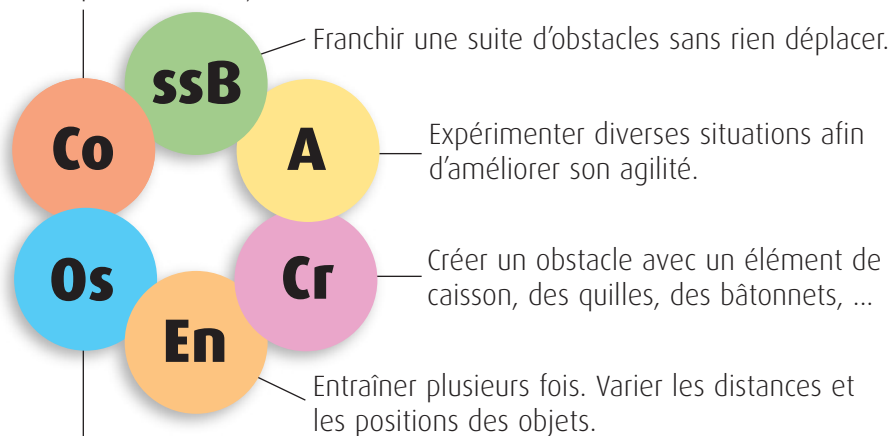 ssB
Franchir une suite d’obstacles sans rien déplacer.
Co
A
Expérimenter diverses situations afin
d’améliorer son agilité.
Os
Cr
Créer un obstacle avec un élément de
caisson, des quilles, des bâtonnets, ...
En
Entraîner plusieurs fois. Varier les distances et
les positions des objets.